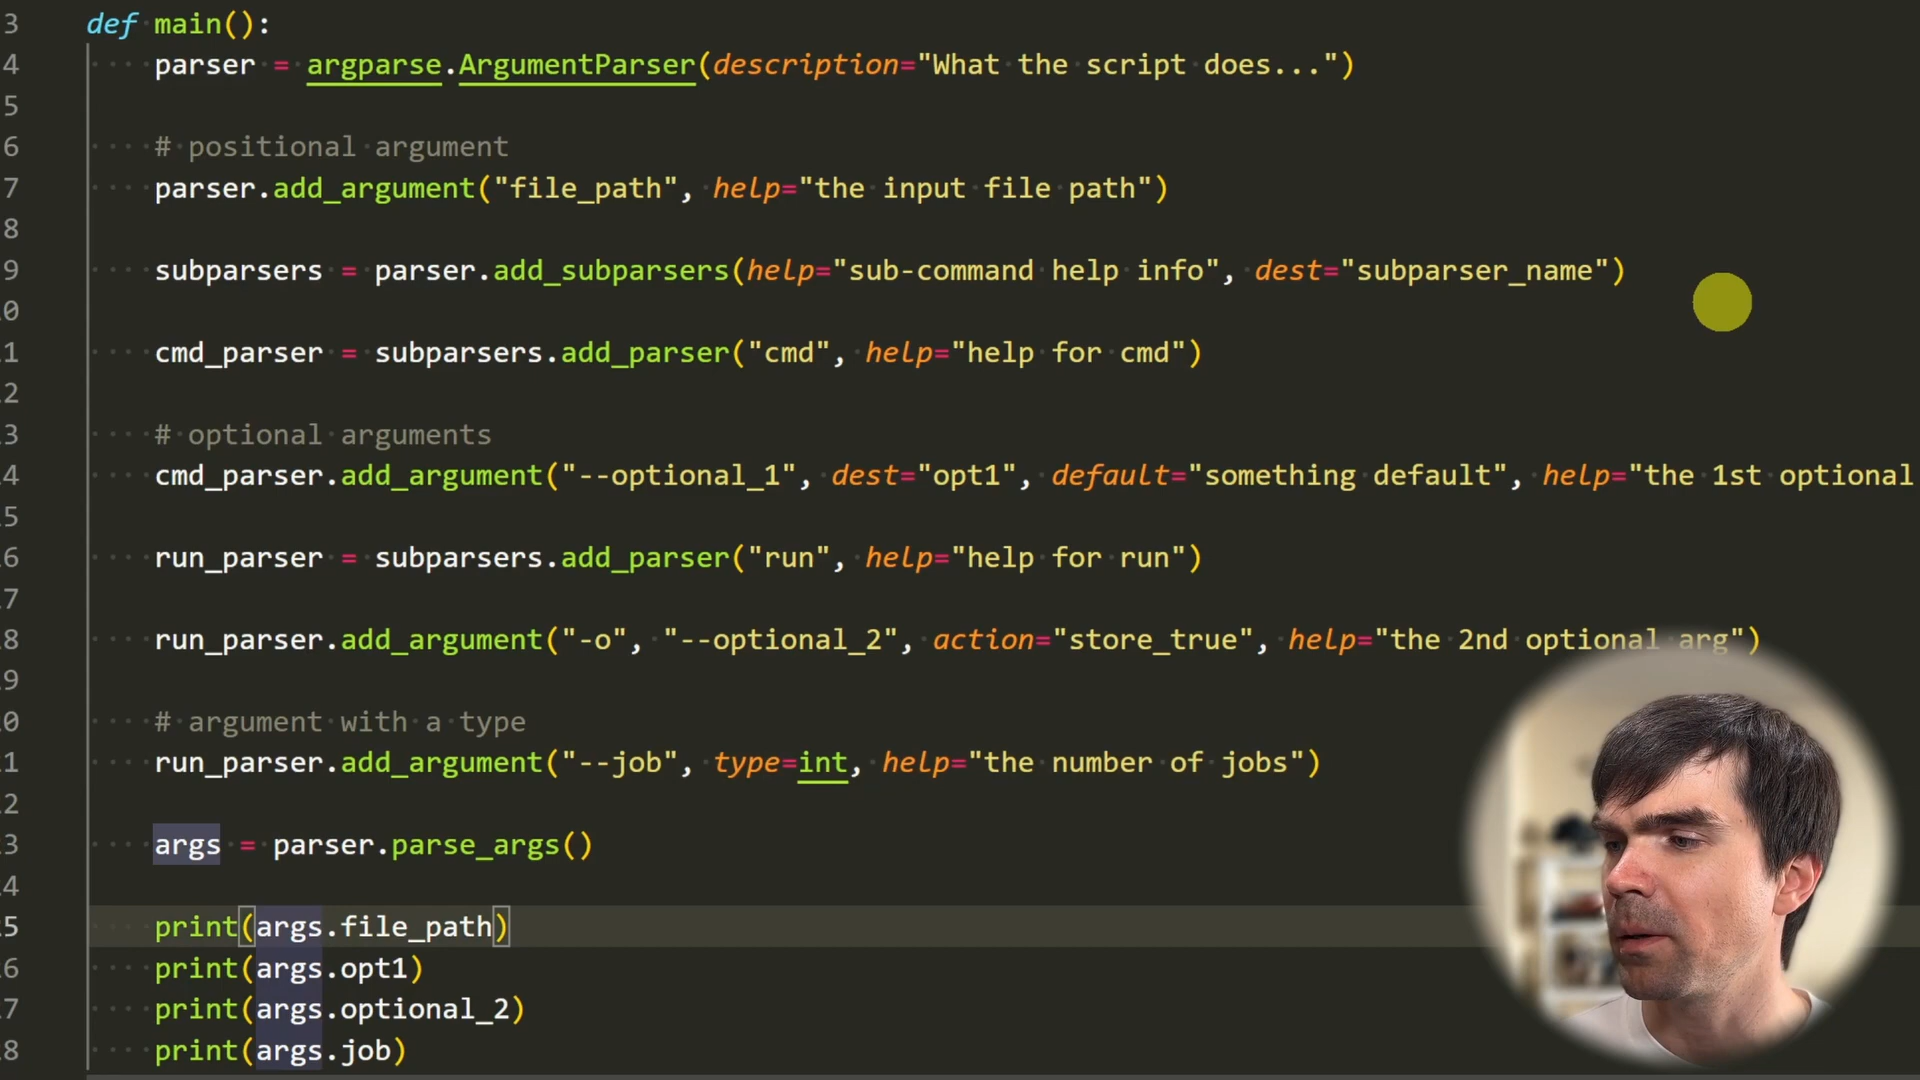 3 def main():
4 parser = argparse.ArgumentParser(description="What the script does...")
5
6 # positional argument
7 parser.add_argument("file_path", help="the input file path")
8
9 subparsers = parser.add_subparsers(help="sub-command help info", dest="subparser_name")
0
1 cmd_parser = subparsers.add_parser("cmd", help="help for cmd")
2
3 # optional arguments
4 cmd_parser.add_argument("--optional_1", dest="opt1", default="something default", help="the 1st optional
5
6 run_parser = subparsers.add_parser("run", help="help for run")
7
8 run_parser.add_argument("-o", "--optional_2", action="store_true", help="the 2nd optional arg")
9
0 # argument with a type
1 run_parser.add_argument("--job", type=int, help="the number of jobs")
2
3 args = parser.parse_args()
4
5 print(args.file_path)
6 print(args.opt1)
7 print(args.optional_2)
8 print(args.job)